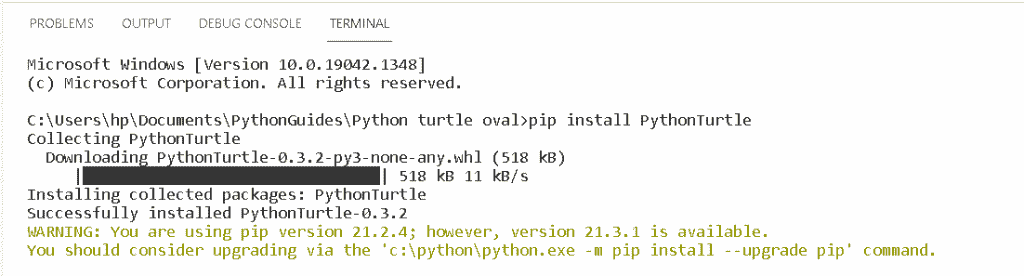 PROBLEMS OUTPUT DEBUG CONSOLE TERMINAL
Microsoft Windows [Version 10.0.19042.1348]
(c) Microsoft Corporation. All rights reserved.
C:\Users\hp\Documents\PythonGuides\Python turtle oval>pip install PythonTurtle
Collecting PythonTurtle
Downloading PythonTurtle-0.3.2-py3-none-any.whl (518 kB)
|████████████████████████████████| 518 kB 11 kB/s
Installing collected packages: PythonTurtle
Successfully installed PythonTurtle-0.3.2
WARNING: You are using pip version 21.2.4; however, version 21.3.1 is available.
You should consider upgrading via the 'c:\python\python.exe -m pip install --upgrade pip' command.